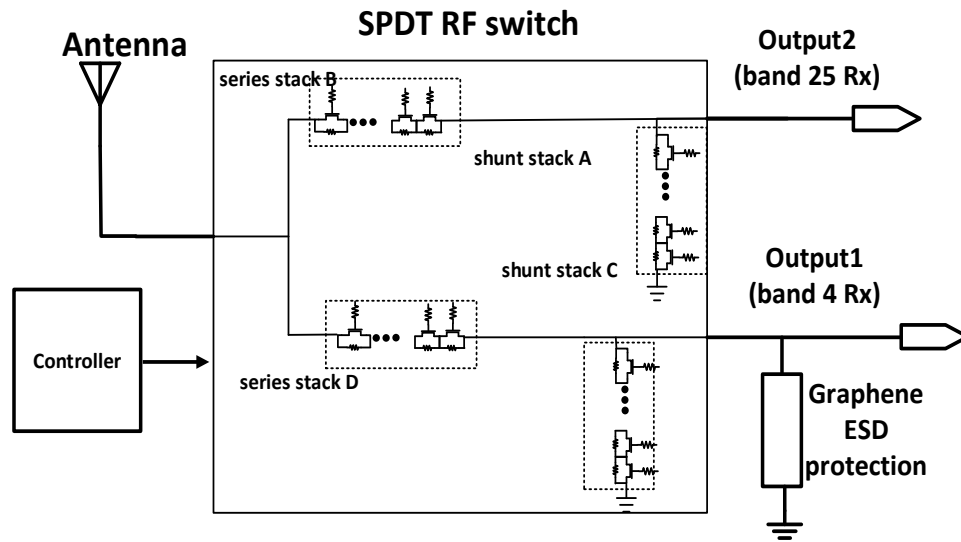 SPDT RF switch
Antenna
Output2
(band 25 Rx)
series stack B
shunt stack A
shunt stack C
Output1
(band 4 Rx)
Controller
series stack D
Graphene
ESD
protection